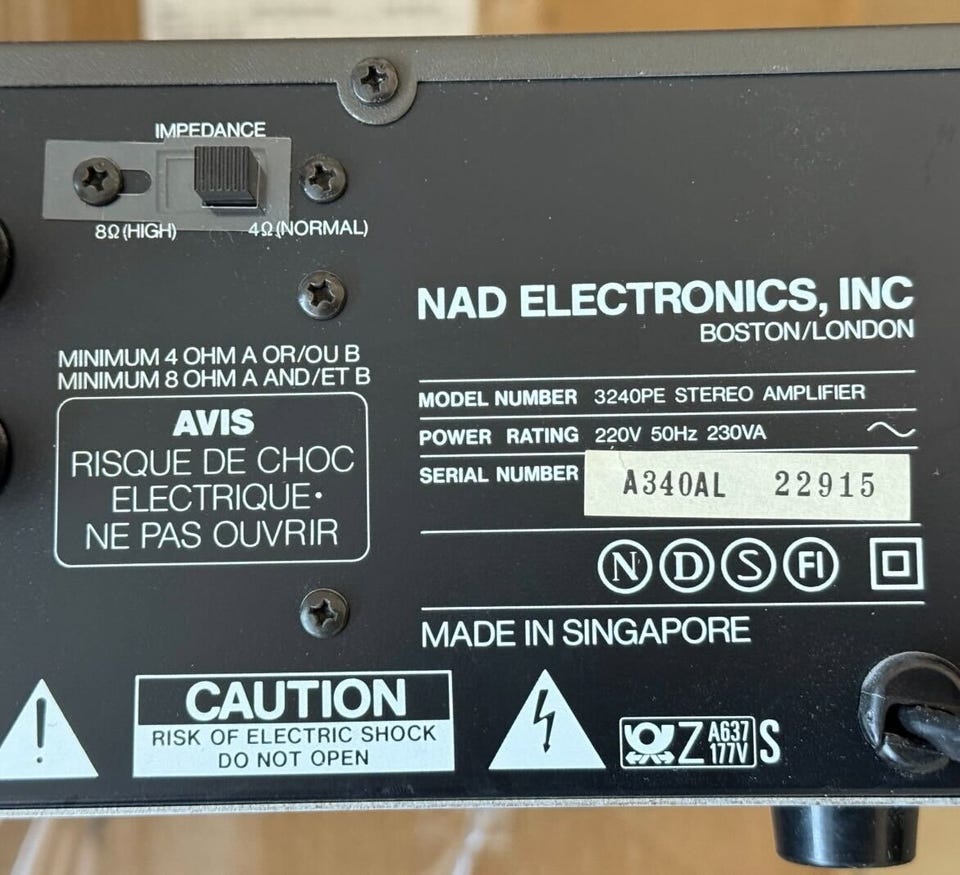 IMPEDANCE
8Ω(HIGH) 4Ω(NORMAL)
MINIMUM 4 OHM A OR/OU B
MINIMUM 8 OHM A AND/ET B
AVIS
RISQUE DE CHOC
ELECTRIQUE•
NE PAS OUVRIR
NAD ELECTRONICS, INC
BOSTON/LONDON
MODEL NUMBER 3240PE STEREO AMPLIFIER
POWER RATING 220V 50Hz 230VA ~
SERIAL NUMBER A340AL 22915
N D S FI
MADE IN SINGAPORE
!
CAUTION
RISK OF ELECTRIC SHOCK
DO NOT OPEN
Z A637 S
177V